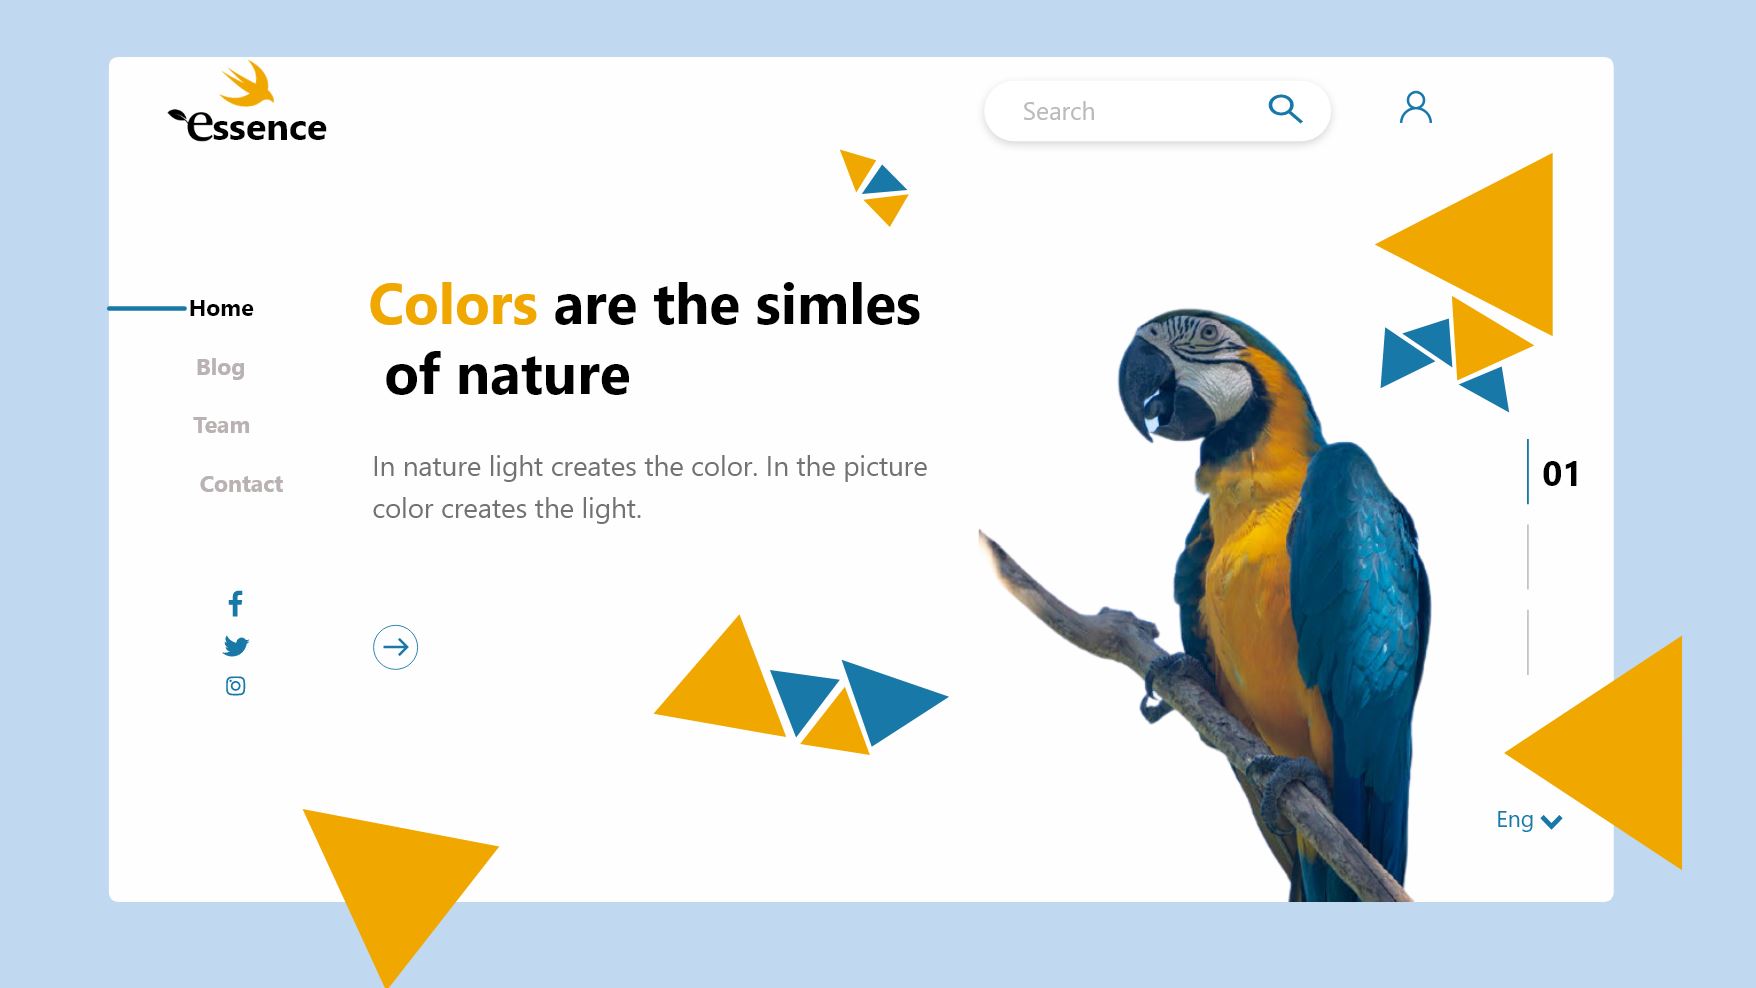 essence
Search
Home
Blog
Team
Contact
Colors are the simles
of nature
In nature light creates the color. In the picture
color creates the light.
01
Eng